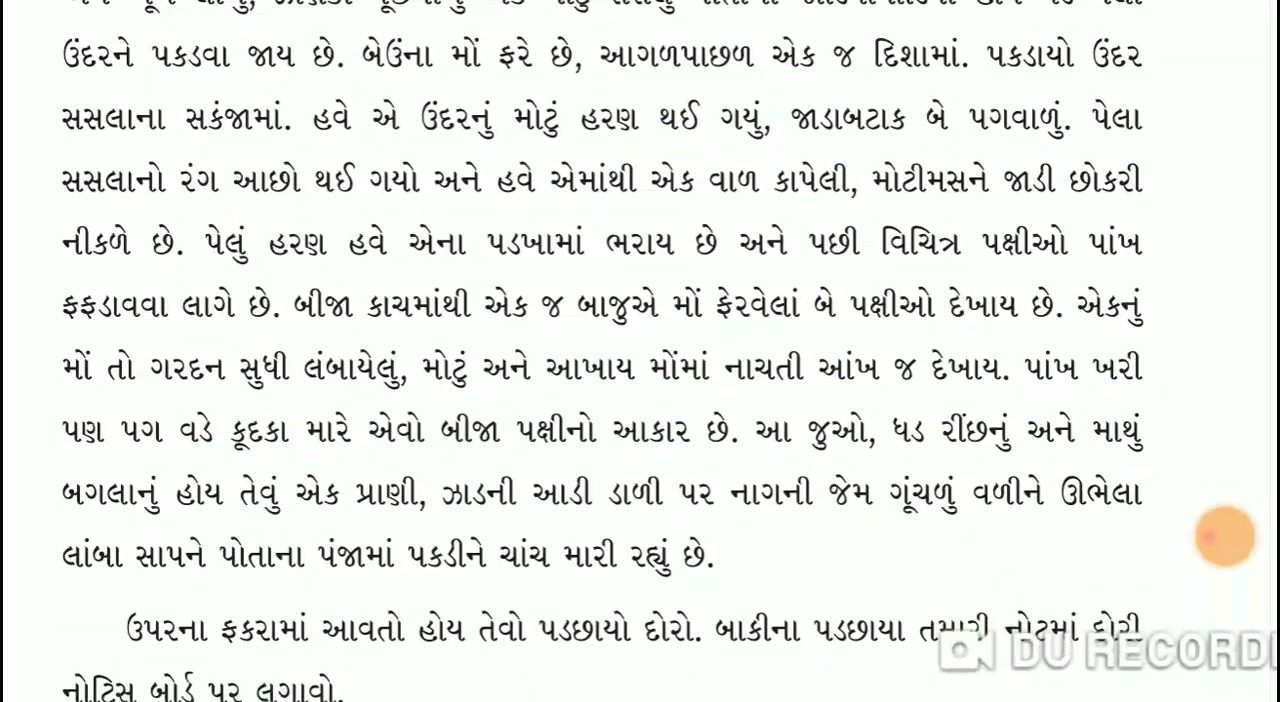 ઉંદરને પકડવા જાય છે. બેઉંના મોં ફરે છે, આગળપાછળ એક જ દિશામાં. પકડાયો ઉંદર
સસલાના સકંજામાં. હવે એ ઉંદરનું મોટું હરણ થઈ ગયું, જાડાબટાક બે પગવાળું. પેલા
સસલાનો રંગ આછો થઈ ગયો અને હવે એમાંથી એક વાળ કાપેલી, મોટીમસને જાડી છોકરી
નીકળે છે. પેલું હરણ હવે એના પડખામાં ભરાય છે અને પછી વિચિત્ર પક્ષીઓ પાંખ
ફફડાવવા લાગે છે. બીજા કાચમાંથી એક જ બાજુએ મોં ફેરવેલાં બે પક્ષીઓ દેખાય છે. એકનું
મોં તો ગરદન સુધી લંબાયેલું, મોટું અને આખાય મોંમાં નાચતી આંખ જ દેખાય. પાંખ ખરી
પણ પગ વડે કૂદકા મારે એવો બીજા પક્ષીનો આકાર છે. આ જુઓ, ધડ રીંછનું અને માથું
બગલાનું હોય તેવું એક પ્રાણી, ઝાડની આડી ડાળી પર નાગની જેમ ગૂંચળું વળીને ઊભેલા
લાંબા સાપને પોતાના પંજામાં પકડીને ચાંચ મારી રહ્યું છે.
ઉપરના ફકરામાં આવતો હોય તેવો પડછાયો દોરો. બાકીના પડછાયા તમારી નોટમાં દોરી
નોટિસ બોર્ડ પર લગાવો.
DU RECORD